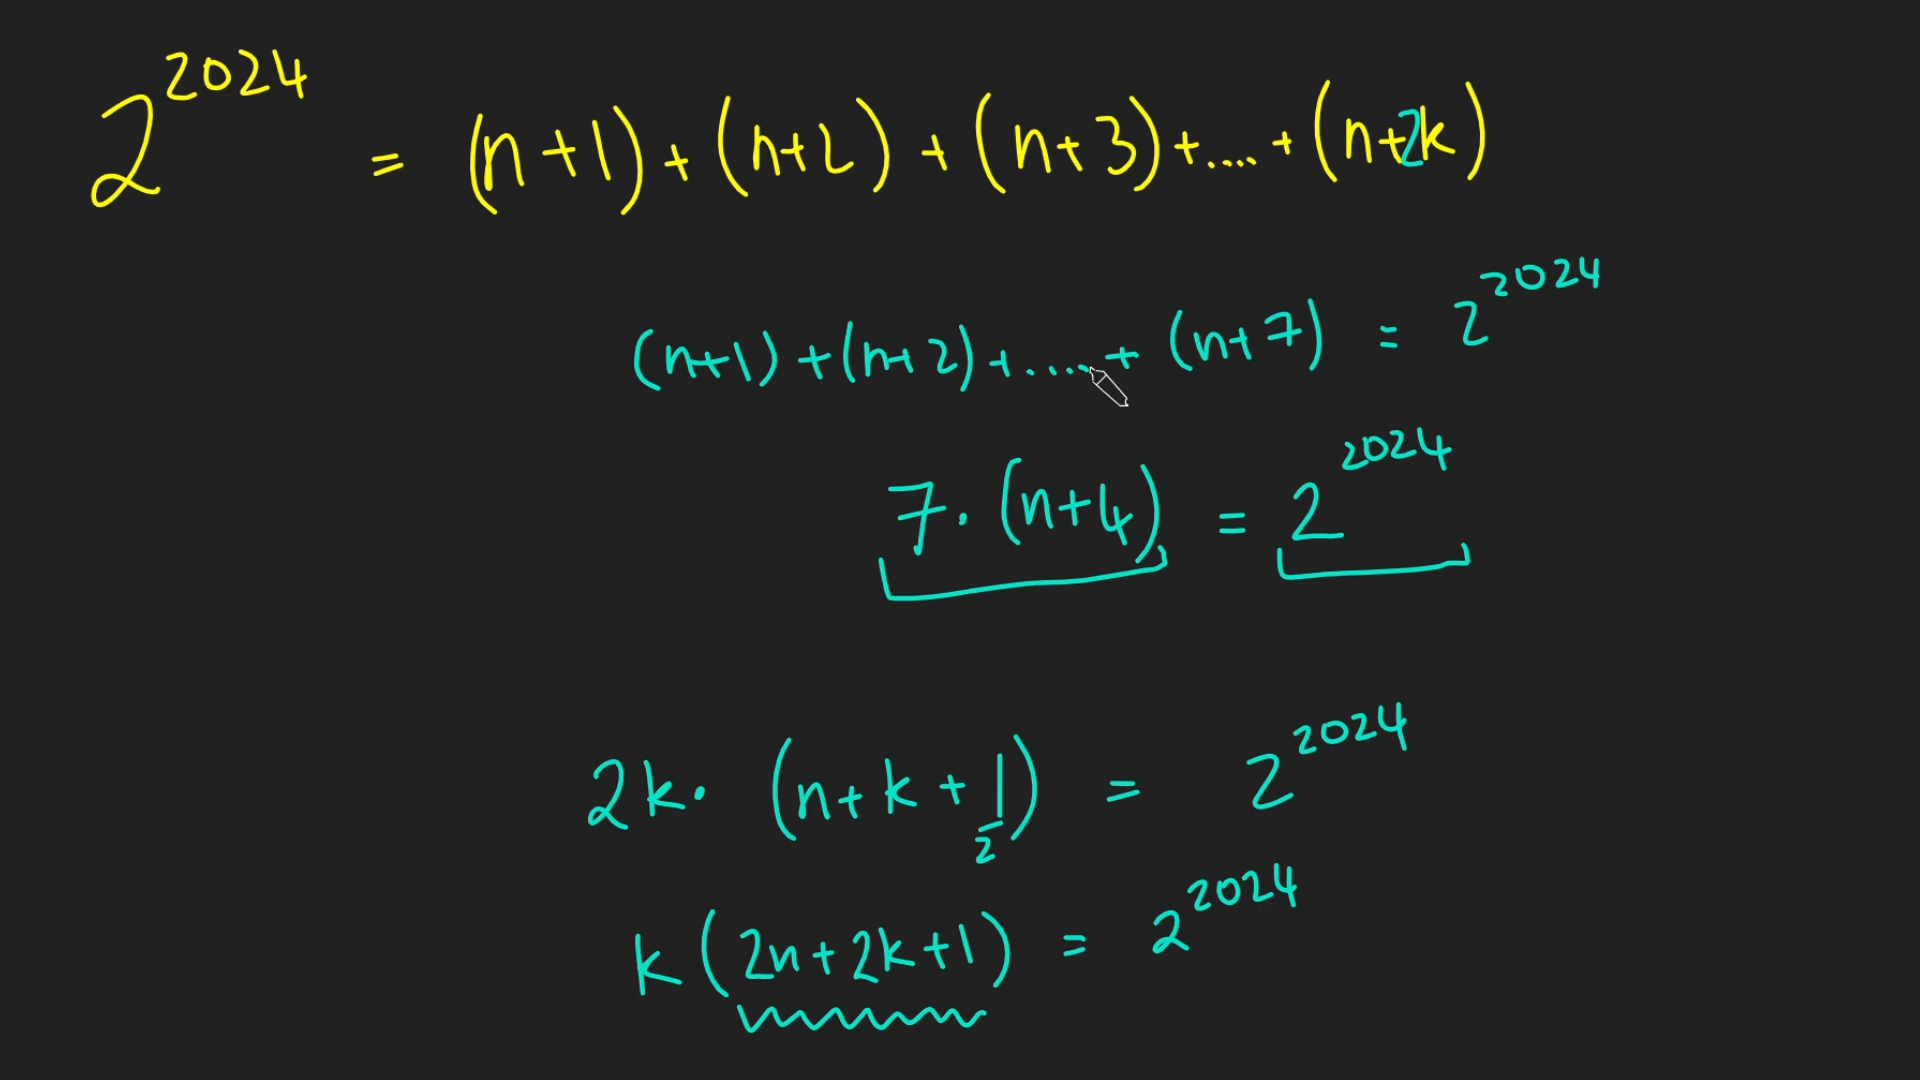 2^2024 = (n+1) + (n+2) + (n+3) + .... + (n+2k)
(n+1) + (n+2) + .... + (n+7) = 2^2024
7 · (n+4) = 2^2024
2k · (n+k+1/2) = 2^2024
k (2n+2k+1) = 2^2024